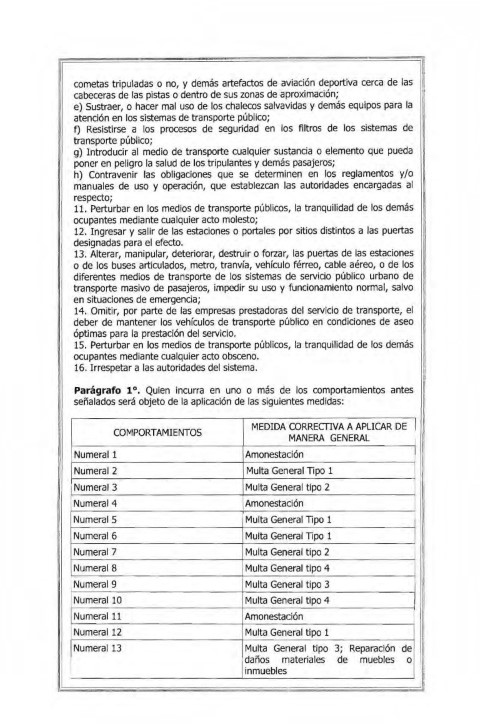 cometas tripuladas o no, y demás artefactos de aviación deportiva cerca de las
cabeceras de las pistas o dentro de sus zonas de aproximación;
e) Sustraer, o hacer mal uso de los chalecos salvavidas y demás equipos para la
atención en los sistemas de transporte público;
f) Resistirse a los procesos de seguridad en los filtros de los sistemas de
transporte público;
g) Introducir al medio de transporte cualquier sustancia o elemento que pueda
poner en peligro la salud de los tripulantes y demás pasajeros;
h) Contravenir las obligaciones que se determinen en los reglamentos y/o
manuales de uso y operación, que establezcan las autoridades encargadas al
respecto;
11. Perturbar en los medios de transporte públicos, la tranquilidad de los demás
ocupantes mediante cualquier acto molesto;
12. Ingresar y salir de las estaciones o portales por sitios distintos a las puertas
designadas para el efecto.
13. Alterar, manipular, deteriorar, destruir o forzar, las puertas de las estaciones
o de los buses articulados, metro, tranvía, vehículo férreo, cable aéreo, o de los
diferentes medios de transporte de los sistemas de servicio público urbano de
transporte masivo de pasajeros, impedir su uso y funcionamiento normal, salvo
en situaciones de emergencia;
14. Omitir, por parte de las empresas prestadoras del servicio de transporte, el
deber de mantener los vehículos de transporte público en condiciones de aseo
óptimas para la prestación del servicio.
15. Perturbar en los medios de transporte públicos, la tranquilidad de los demás
ocupantes mediante cualquier acto obsceno.
16. Irrespetar a las autoridades del sistema.
Parágrafo 1°. Quien incurra en uno o más de los comportamientos antes
señalados será objeto de la aplicación de las siguientes medidas:
COMPORTAMIENTOS
MEDIDA CORRECTIVA A APLICAR DE
MANERA GENERAL
Numeral 1 Amonestación
Numeral 2 Multa General Tipo 1
Numeral 3 Multa General tipo 2
Numeral 4 Amonestación
Numeral 5 Multa General Tipo 1
Numeral 6 Multa General Tipo 1
Numeral 7 Multa General tipo 2
Numeral 8 Multa General tipo 4
Numeral 9 Multa General tipo 3
Numeral 10 Multa General tipo 4
Numeral 11 Amonestación
Numeral 12 Multa General tipo 1
Numeral 13 Multa General tipo 3; Reparación de
daños materiales de muebles o
inmuebles